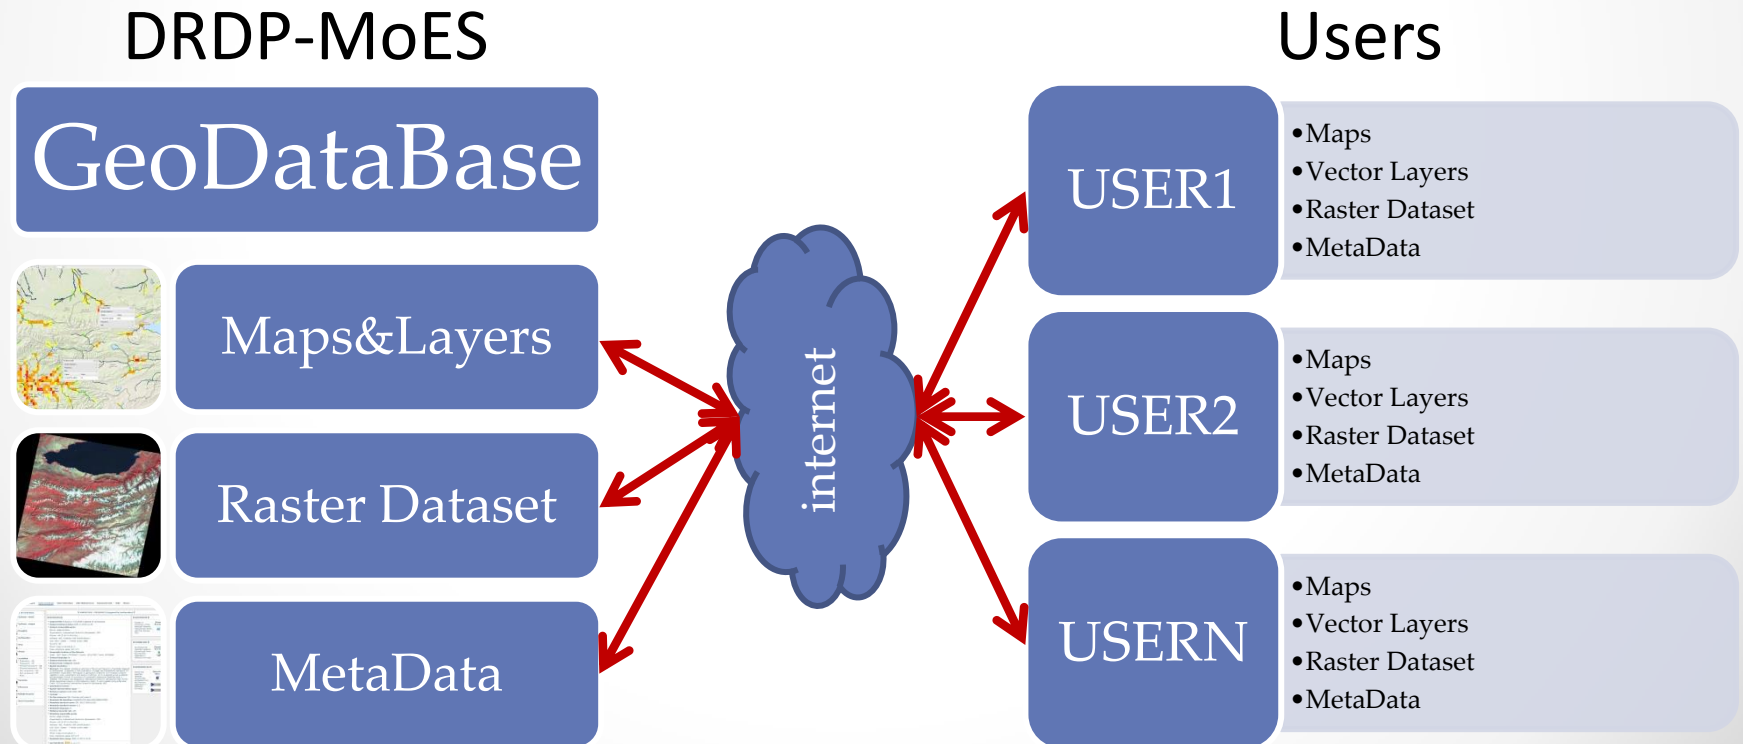 DRDP-MoES
GeoDataBase
Maps&Layers
Raster Dataset
MetaData
internet
Users
USER1
•Maps
•Vector Layers
•Raster Dataset
•MetaData
USER2
•Maps
•Vector Layers
•Raster Dataset
•MetaData
USERN
•Maps
•Vector Layers
•Raster Dataset
•MetaData